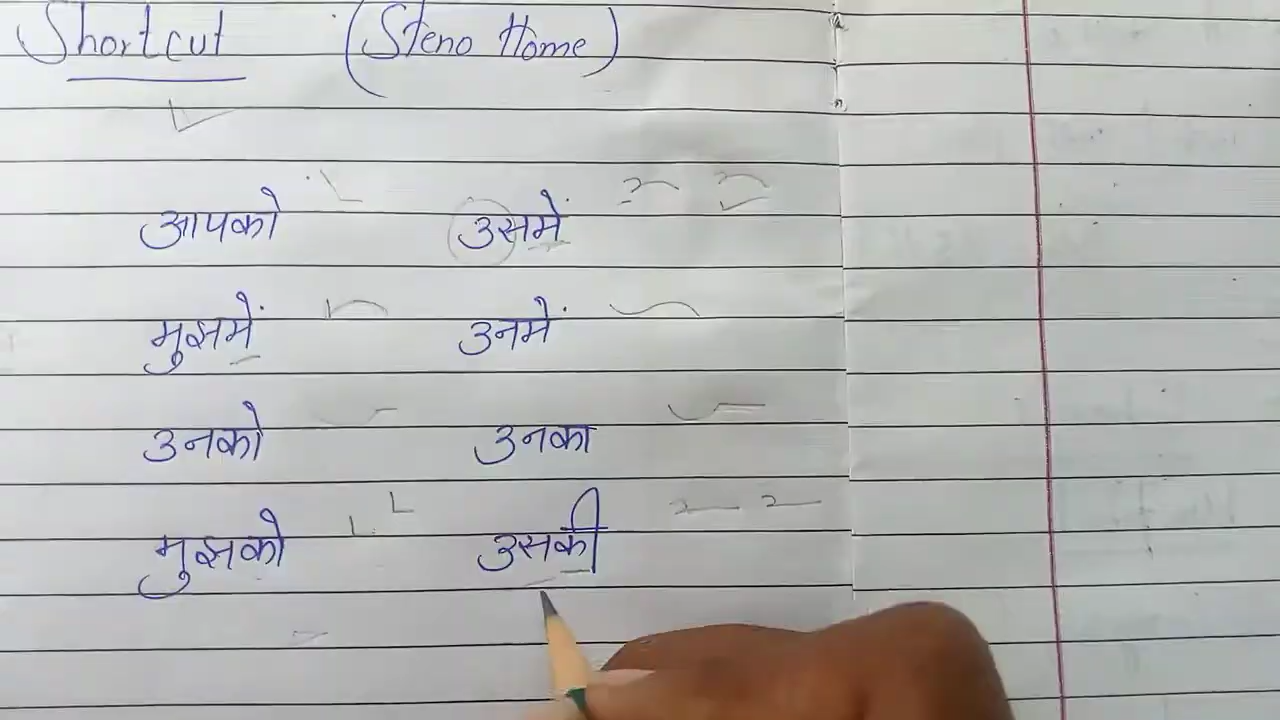 Shortcut (Steno Home)
आपको उसमें
मुझमें उनमें
उनको उनका
मुझको उसकी